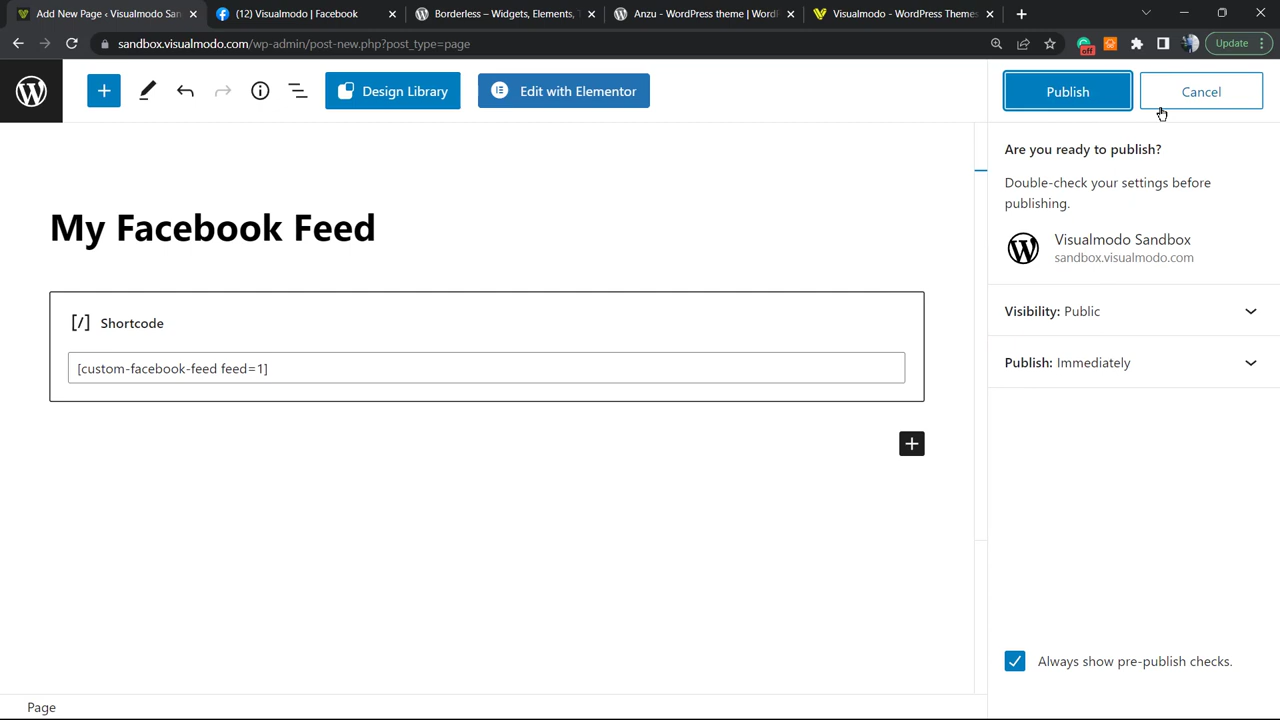 Add New Page ‹ Visualmodo San
(12) Visualmodo | Facebook
Borderless – Widgets, Elements, T
Anzu - WordPress Theme | WordP
Visualmodo - WordPress Themes
sandbox.visualmodo.com/wp-admin/post-new.php?post_type=page
off
Update
Design Library
Edit with Elementor
Publish
Cancel
Are you ready to publish?
Double-check your settings before
publishing.
My Facebook Feed
Visualmodo Sandbox
sandbox.visualmodo.com
Visibility: Public
[/] Shortcode
Publish: Immediately
[custom-facebook-feed feed=1]
Always show pre-publish checks.
Page